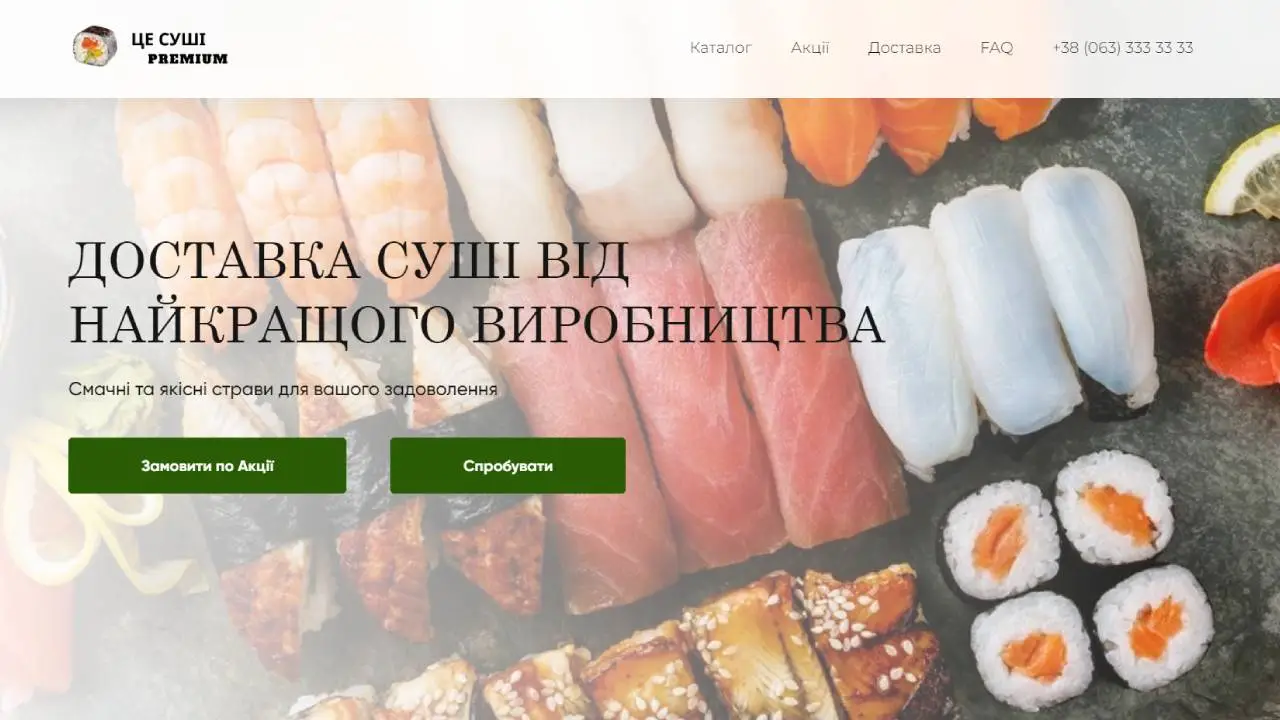 ЦЕ СУШІ
PREMIUM
Каталог
Акції
Доставка
FAQ
+38 (063) 333 33 33
ДОСТАВКА СУШІ ВІД
НАЙКРАЩОГО ВИРОБНИЦТВА
Смачні та якісні страви для вашого задоволення
Замовити по Акції
Спробувати